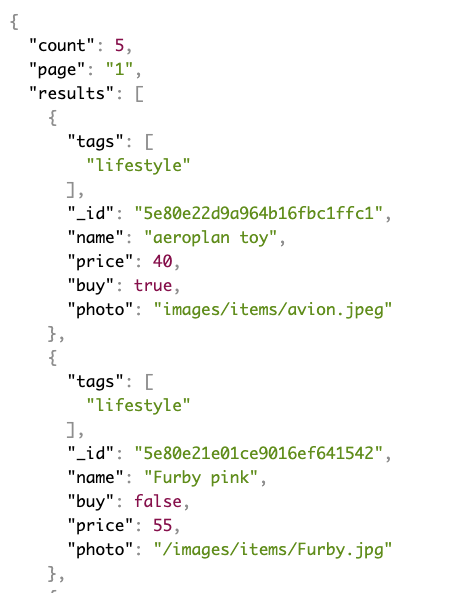 {
  "count": 5,
  "page": "1",
  "results": [
    {
      "tags": [
        "lifestyle"
      ],
      "_id": "5e80e22d9a964b16fbc1ffc1",
      "name": "aeroplan toy",
      "price": 40,
      "buy": true,
      "photo": "images/items/avion.jpeg"
    },
    {
      "tags": [
        "lifestyle"
      ],
      "_id": "5e80e21e01ce9016ef641542",
      "name": "Furby pink",
      "buy": false,
      "price": 55,
      "photo": "/images/items/Furby.jpg"
    },
    {